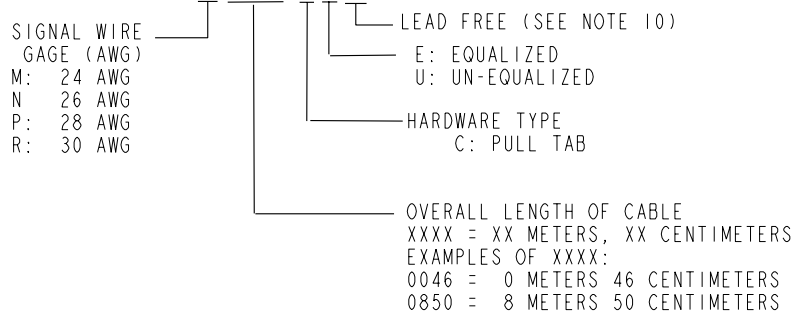 LEAD FREE (SEE NOTE 10)
SIGNAL WIRE
GAGE (AWG)
M: 24 AWG
N 26 AWG
P: 28 AWG
R: 30 AWG
E: EQUALIZED
U: UN-EQUALIZED
HARDWARE TYPE
C: PULL TAB
OVERALL LENGTH OF CABLE
XXXX = XX METERS, XX CENTIMETERS
EXAMPLES OF XXXX:
0046 = 0 METERS 46 CENTIMETERS
0850 = 8 METERS 50 CENTIMETERS